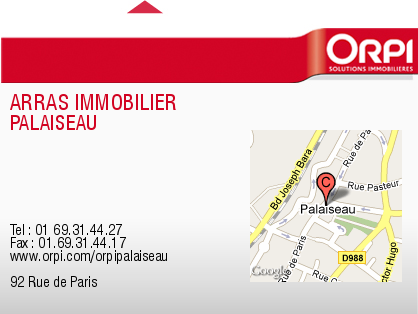 ORPI
SOLUTIONS IMMOBILIÈRES
ARRAS IMMOBILIER
PALAISEAU
Tel : 01 69.31.44.27
Fax : 01.69.31.44.17
www.orpi.com/orpipalaiseau
92 Rue de Paris
Bd Joseph Bara
Rue de Pa
Rue Pasteur
C
Palaiseau
Rue de Paris
D988
ctor Hugo
Google